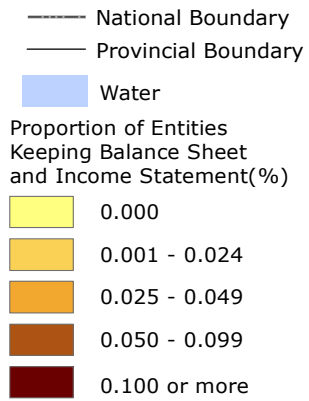 National Boundary
Provincial Boundary
Water
Proportion of Entities
Keeping Balance Sheet
and Income Statement(%)
0.000
0.001 - 0.024
0.025 - 0.049
0.050 - 0.099
0.100 or more